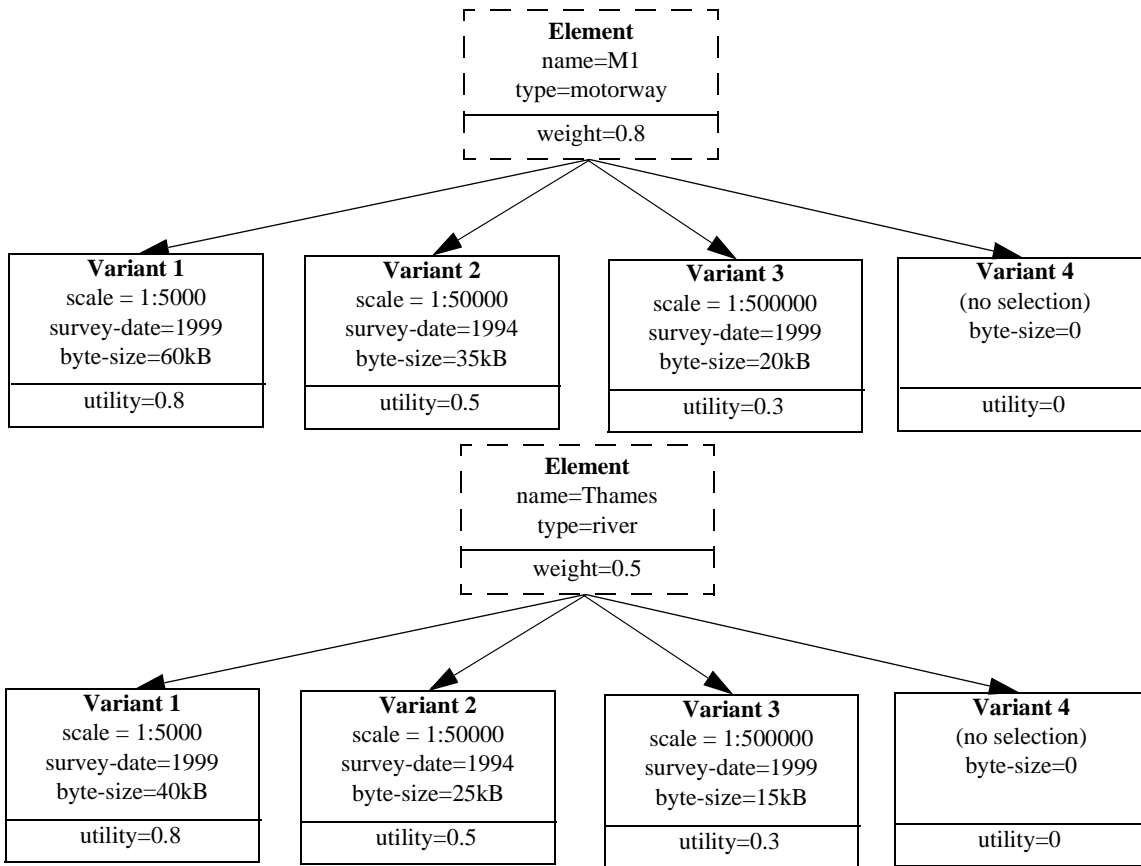 Element
name=M1
type=motorway
weight=0.8
Variant 1
scale = 1:5000
survey-date=1999
byte-size=60kB
utility=0.8
Variant 2
scale = 1:50000
survey-date=1994
byte-size=35kB
utility=0.5
Variant 3
scale = 1:500000
survey-date=1999
byte-size=20kB
utility=0.3
Variant 4
(no selection)
byte-size=0
utility=0
Element
name=Thames
type=river
weight=0.5
Variant 1
scale = 1:5000
survey-date=1999
byte-size=40kB
utility=0.8
Variant 2
scale = 1:50000
survey-date=1994
byte-size=25kB
utility=0.5
Variant 3
scale = 1:500000
survey-date=1999
byte-size=15kB
utility=0.3
Variant 4
(no selection)
byte-size=0
utility=0